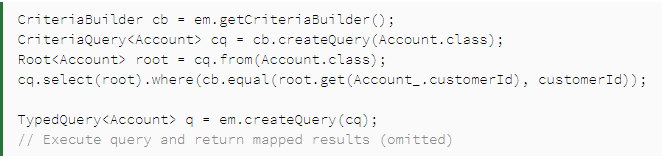 CriteriaBuilder cb = em.getCriteriaBuilder();
CriteriaQuery<Account> cq = cb.createQuery(Account.class);
Root<Account> root = cq.from(Account.class);
cq.select(root).where(cb.equal(root.get(Account_.customerId), customerId));
TypedQuery<Account> q = em.createQuery(cq);
// Execute query and return mapped results (omitted)